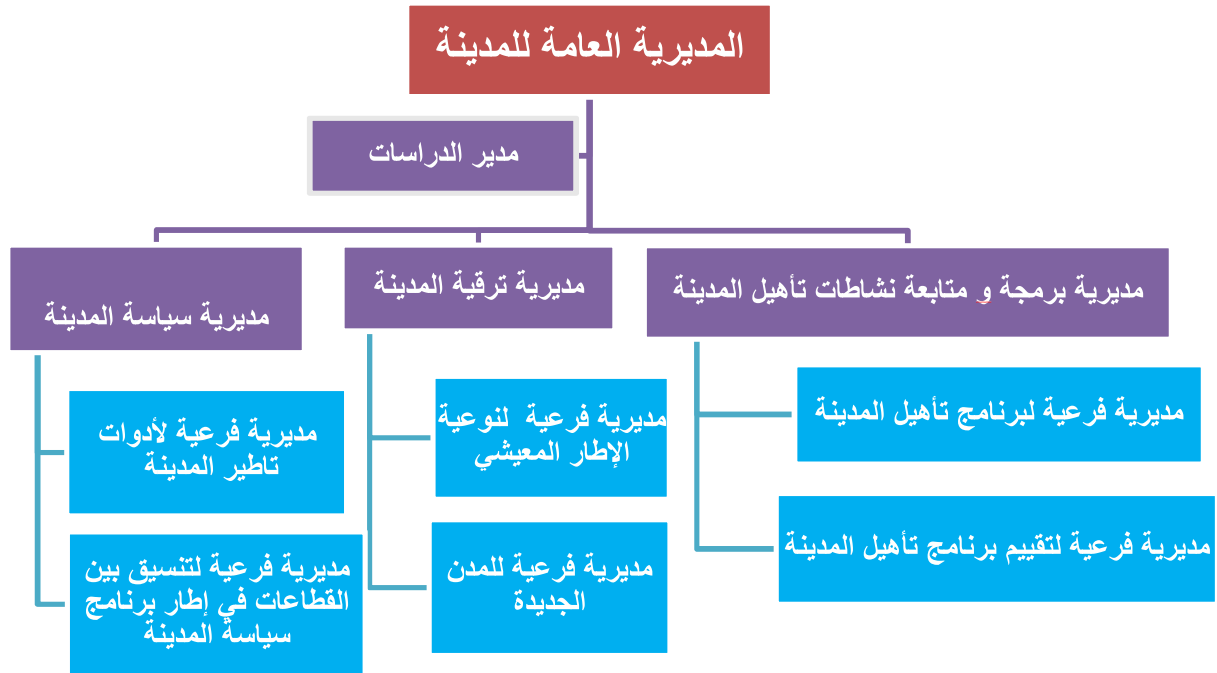 المديرية العامة للمدينة
مدير الدراسات
مديرية برمجة و متابعة نشاطات تأهيل المدينة
مديرية ترقية المدينة
مديرية سياسة المدينة
مديرية فرعية لبرنامج تأهيل المدينة
مديرية فرعية لتقييم برنامج تأهيل المدينة
مديرية فرعية لنوعية
الإطار المعيشي
مديرية فرعية للمدن
الجديدة
مديرية فرعية لأدوات
تاطير المدينة
مديرية فرعية لتنسيق بين
القطاعات في إطار برنامج
سياسة المدينة